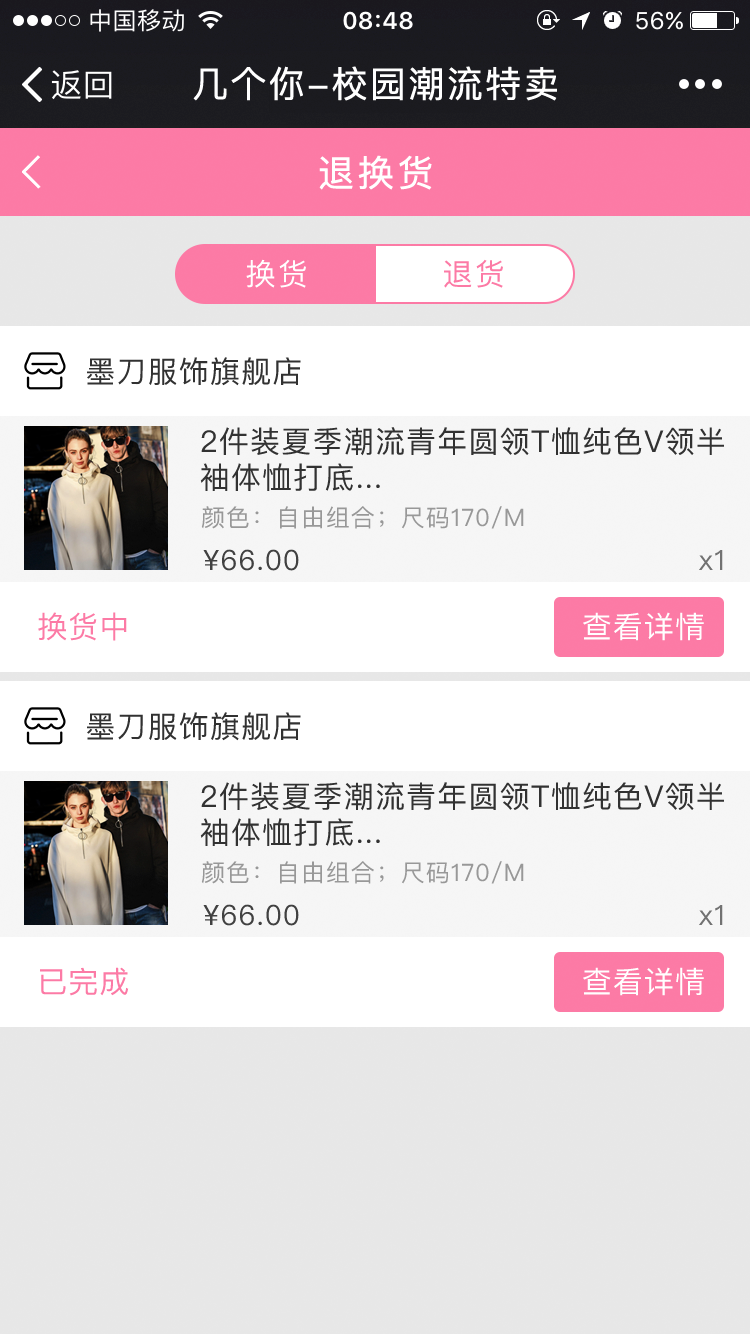 中国移动
08:48
56%
返回
几个你–校园潮流特卖
退换货
换货
退货
墨刀服饰旗舰店
2件装夏季潮流青年圆领T恤纯色V领半
袖体恤打底...
颜色：自由组合；尺码170/M
¥66.00
x1
换货中
查看详情
墨刀服饰旗舰店
2件装夏季潮流青年圆领T恤纯色V领半
袖体恤打底...
颜色：自由组合；尺码170/M
¥66.00
x1
已完成
查看详情